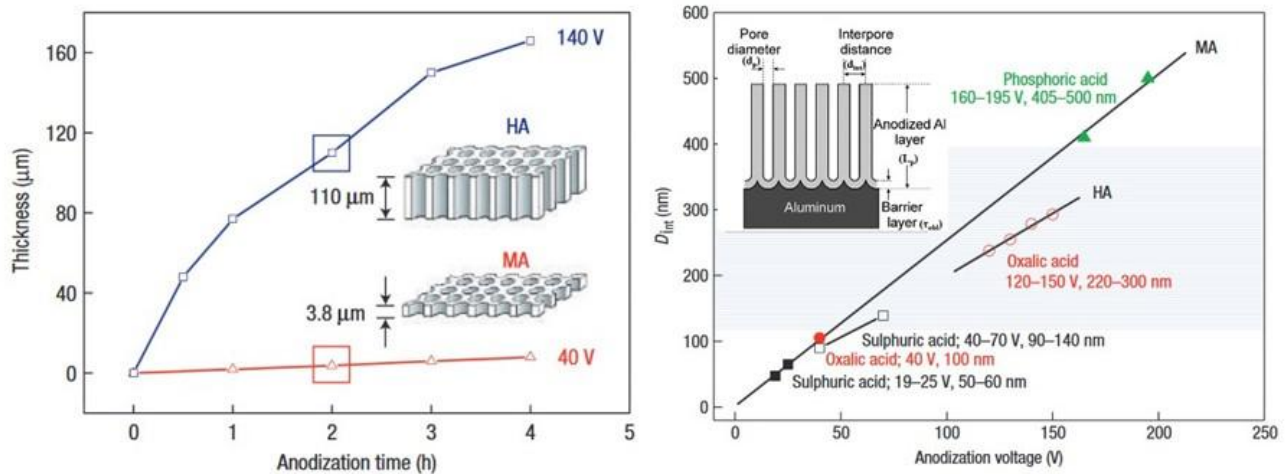 160
120
80
40
0
Thickness (µm)
140 V
HA
110 µm
MA
3.8 µm
40 V
0
1
2
3
4
5
Anodization time (h)
600
500
400
300
200
100
0
D_int (nm)
Pore
diameter
(d_p)
Interpore
distance
(d_int)
Anodized Al
layer
(L_p)
Barrier
layer
Aluminum
MA
Phosphoric acid
160–195 V, 405–500 nm
HA
Oxalic acid
120–150 V, 220–300 nm
Sulphuric acid; 40–70 V, 90–140 nm
Oxalic acid; 40 V, 100 nm
Sulphuric acid; 19–25 V, 50–60 nm
0
50
100
150
200
250
Anodization voltage (V)